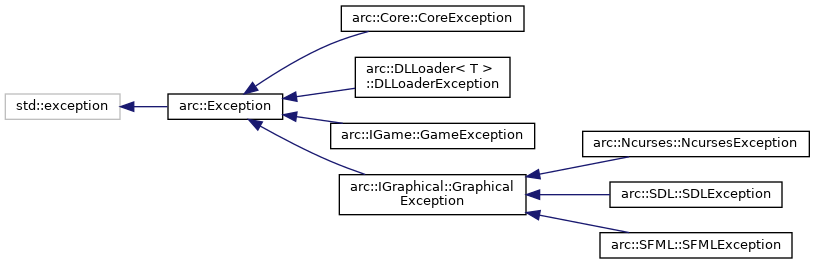 arc::Core::CoreException
arc::DLLoader< T >
::DLLoaderException
std::exception
arc::Exception
arc::IGame::GameException
arc::IGraphical::Graphical
Exception
arc::Ncurses::NcursesException
arc::SDL::SDLException
arc::SFML::SFMLException